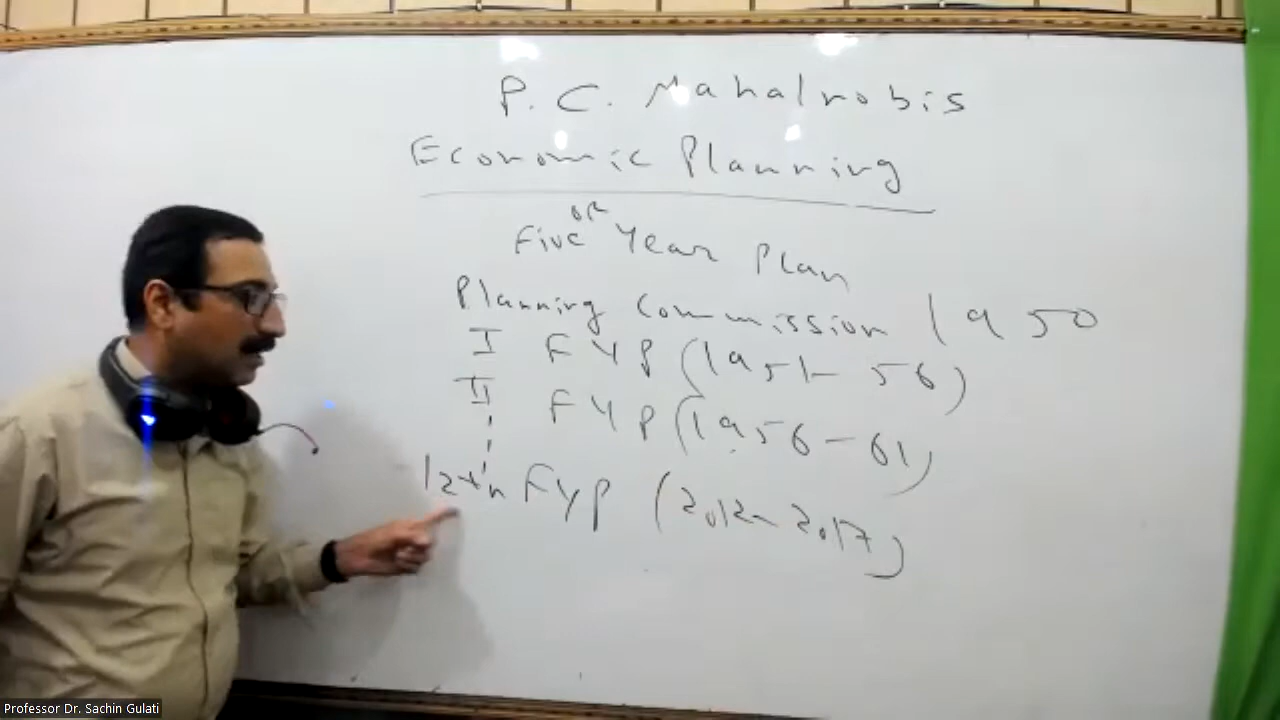 P. C. Mahalnobis
Economic Planning
OR
Five Year Plan
Planning Commission 1950
I FYP (1951-56)
II FYP (1956-61)
12th FYP (2012-2017)
Professor Dr. Sachin Gulati